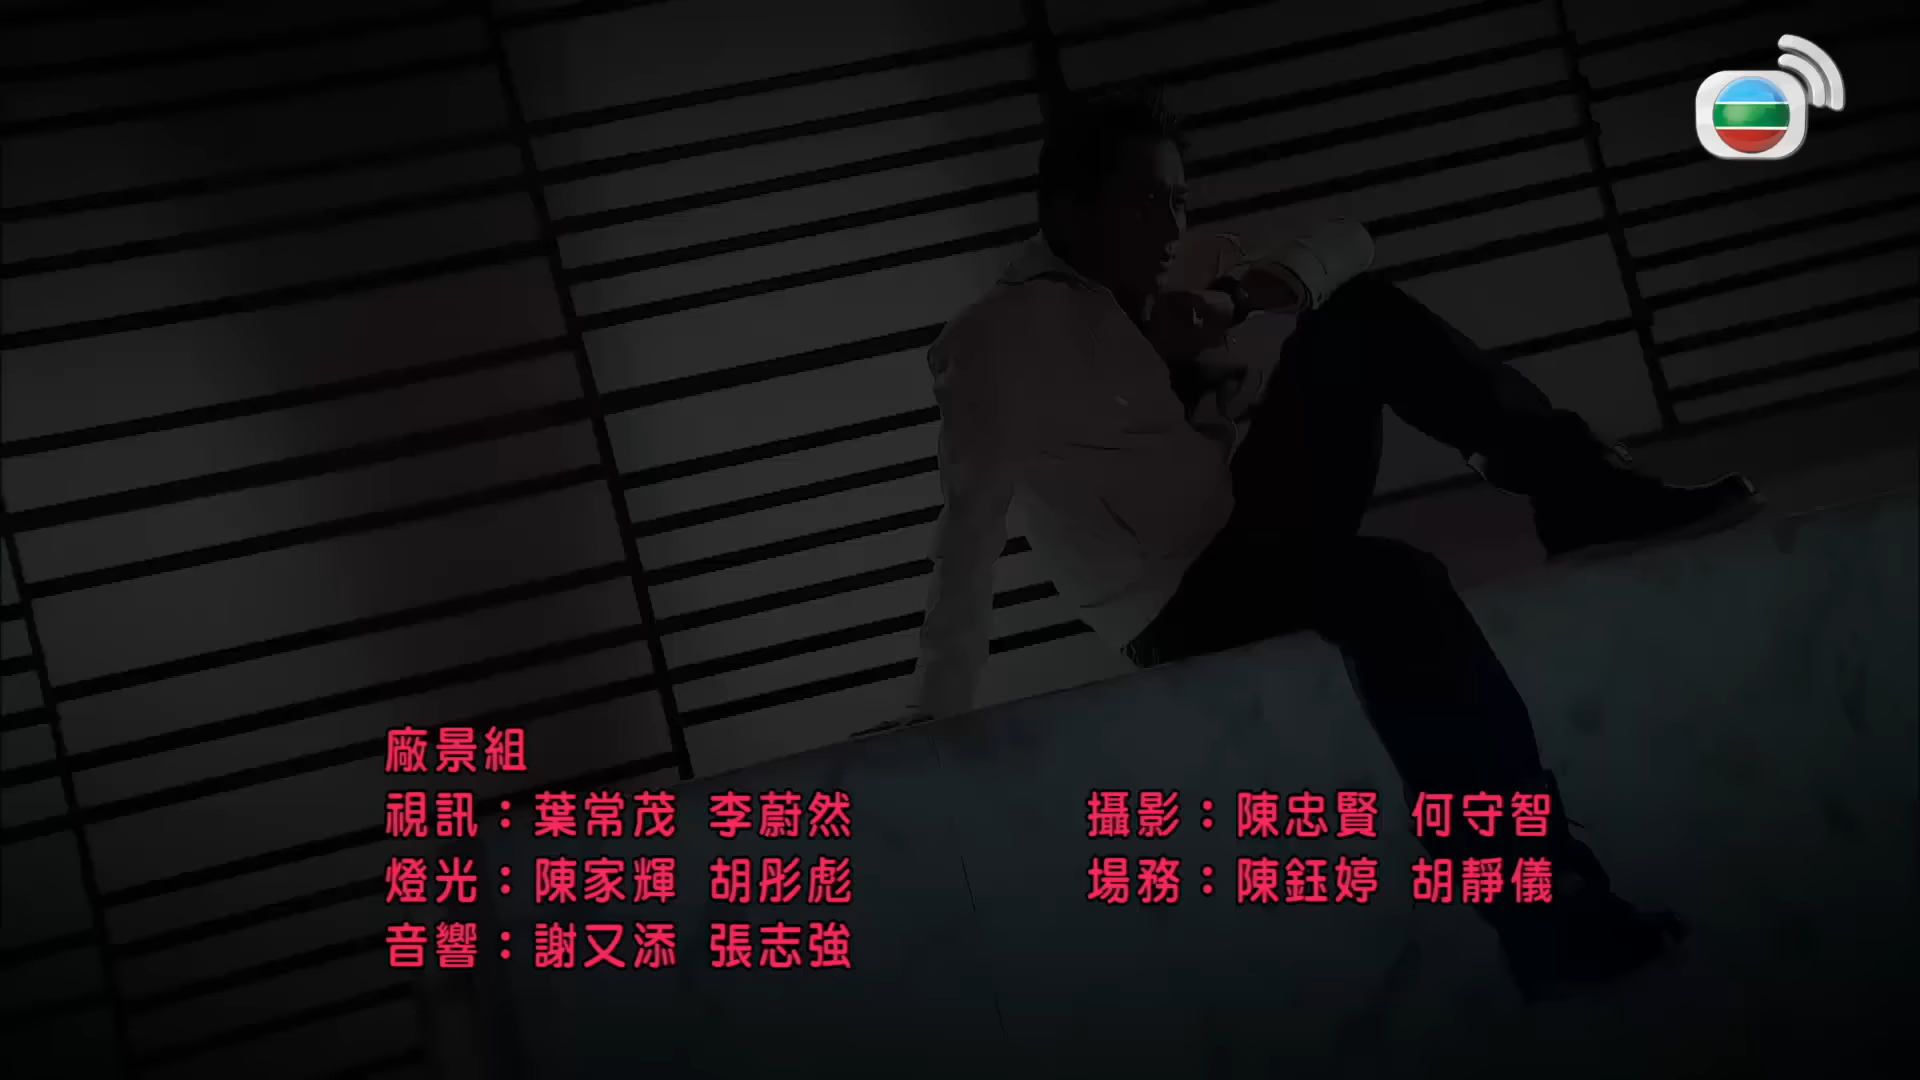 廠景組
視訊：葉常茂 李蔚然 攝影：陳忠賢 何守智
燈光：陳家輝 胡彤彪 場務：陳鈺婷 胡靜儀
音響：謝又添 張志強